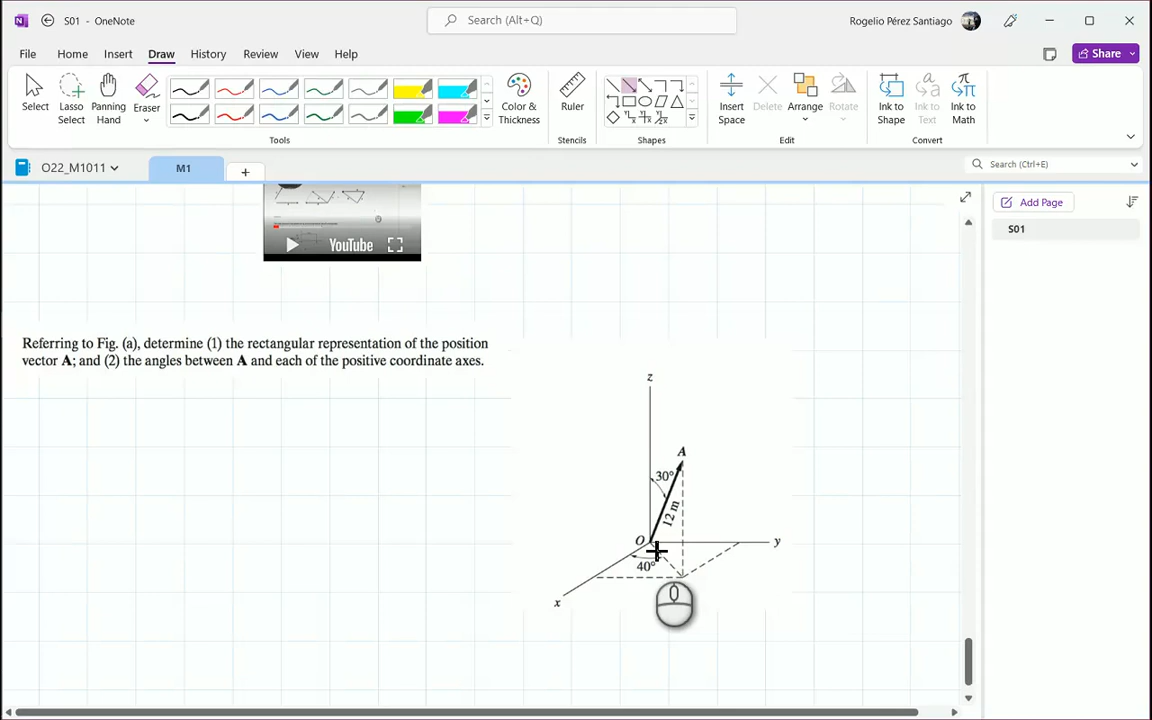 S01 - OneNote
Search (Alt+Q)
Rogelio Pérez Santiago
File
Home
Insert
Draw
History
Review
View
Help
Share
Select
Lasso Select
Panning Hand
Eraser
Color & Thickness
Ruler
Insert Space
Delete
Arrange
Rotate
Ink to Shape
Ink to Text
Ink to Math
Tools
Stencils
Shapes
Edit
Convert
O22_M1011
M1
Search (Ctrl+E)
Add Page
S01
YouTube
Referring to Fig. (a), determine (1) the rectangular representation of the position
vector A; and (2) the angles between A and each of the positive coordinate axes.
z
A
30°
12 m
O
y
40°
x